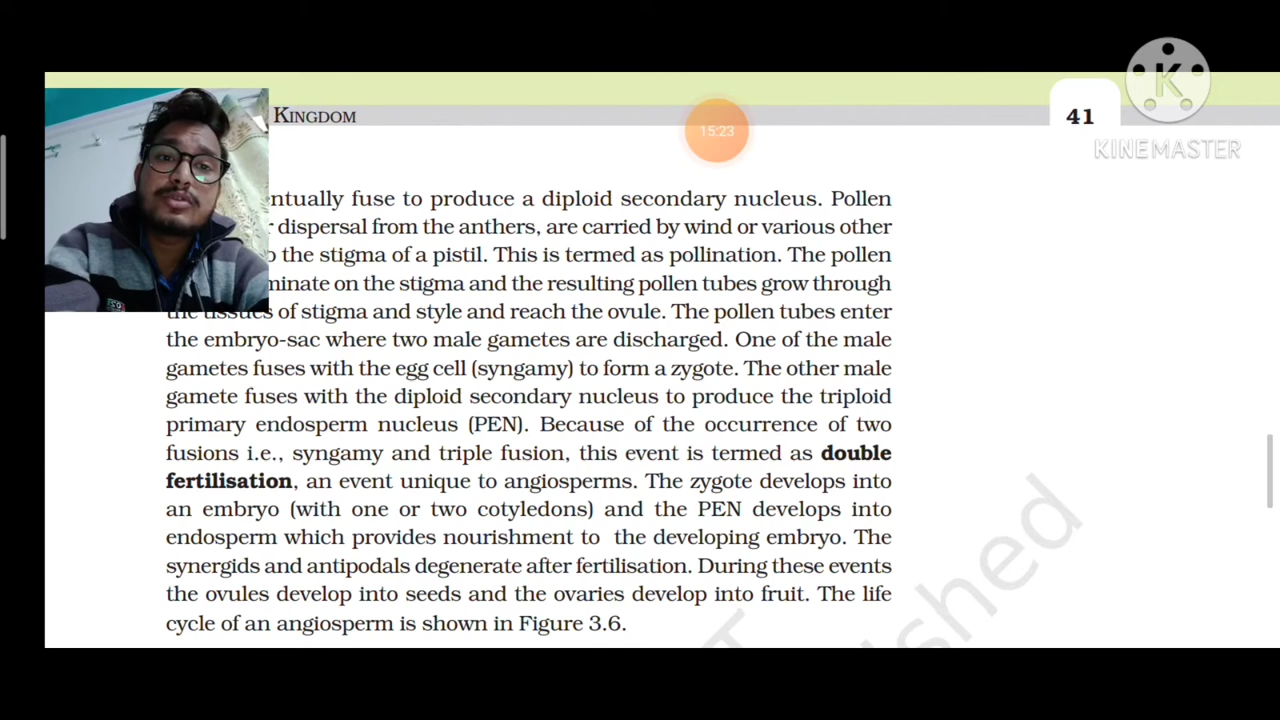 KINGDOM
41
15:23
KINEMASTER
ntually fuse to produce a diploid secondary nucleus. Pollen
r dispersal from the anthers, are carried by wind or various other
o the stigma of a pistil. This is termed as pollination. The pollen
minate on the stigma and the resulting pollen tubes grow through
the tissues of stigma and style and reach the ovule. The pollen tubes enter
the embryo-sac where two male gametes are discharged. One of the male
gametes fuses with the egg cell (syngamy) to form a zygote. The other male
gamete fuses with the diploid secondary nucleus to produce the triploid
primary endosperm nucleus (PEN). Because of the occurrence of two
fusions i.e., syngamy and triple fusion, this event is termed as double
fertilisation, an event unique to angiosperms. The zygote develops into
an embryo (with one or two cotyledons) and the PEN develops into
endosperm which provides nourishment to the developing embryo. The
synergids and antipodals degenerate after fertilisation. During these events
the ovules develop into seeds and the ovaries develop into fruit. The life
cycle of an angiosperm is shown in Figure 3.6.